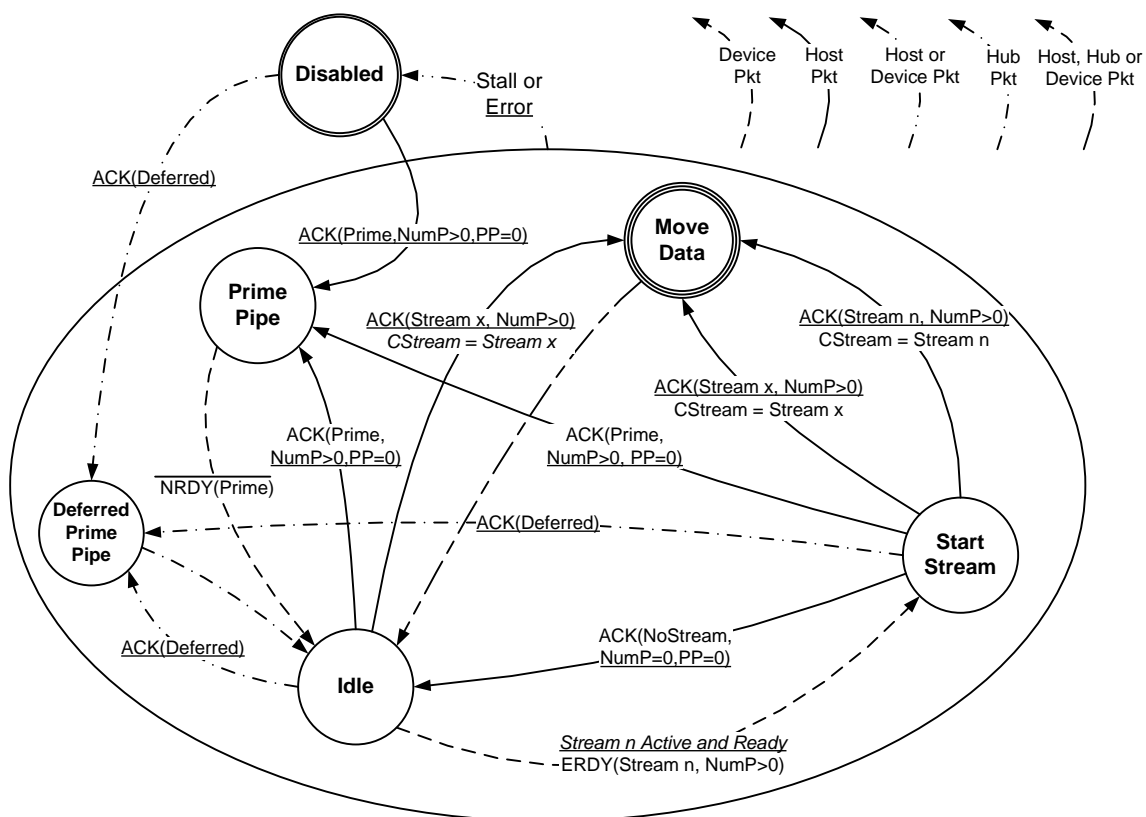 Disabled
Stall or
Error
Device
Pkt
Host
Pkt
Host or
Device Pkt
Hub
Pkt
Host, Hub or
Device Pkt
ACK(Deferred)
ACK(Prime,NumP>0,PP=0)
Move
Data
Prime
Pipe
ACK(Stream x, NumP>0)
CStream = Stream x
ACK(Stream n, NumP>0)
CStream = Stream n
ACK(Stream x, NumP>0)
CStream = Stream x
ACK(Prime,
NumP>0,PP=0)
ACK(Prime,
NumP>0, PP=0)
NRDY(Prime)
Deferred
Prime
Pipe
ACK(Deferred)
Start
Stream
ACK(Deferred)
ACK(NoStream,
NumP=0,PP=0)
Idle
Stream n Active and Ready
ERDY(Stream n, NumP>0)